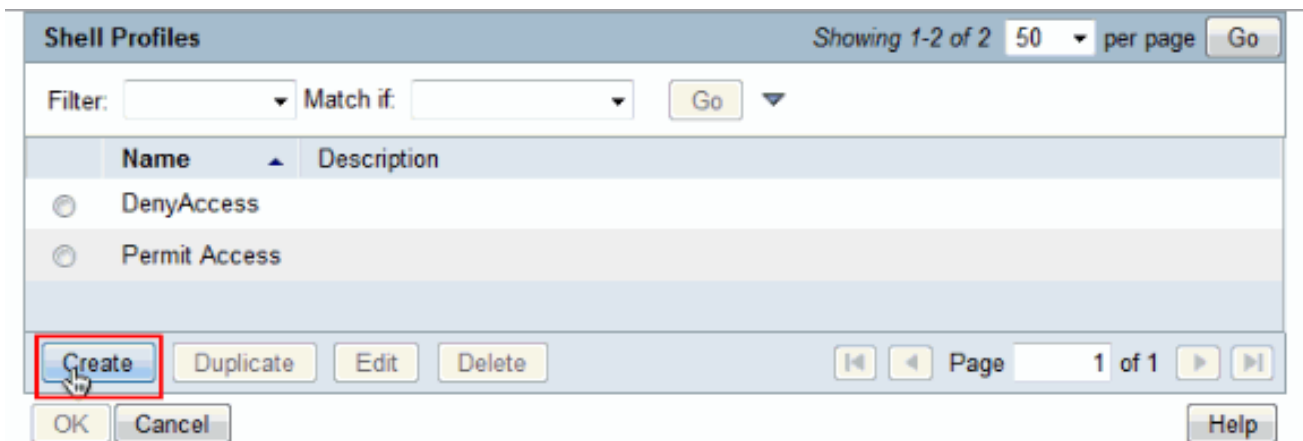 Shell Profiles Showing 1-2 of 2 50 per page Go
Filter: Match if: Go
Name Description
DenyAccess
Permit Access
Create Duplicate Edit Delete Page 1 of 1
OK Cancel Help